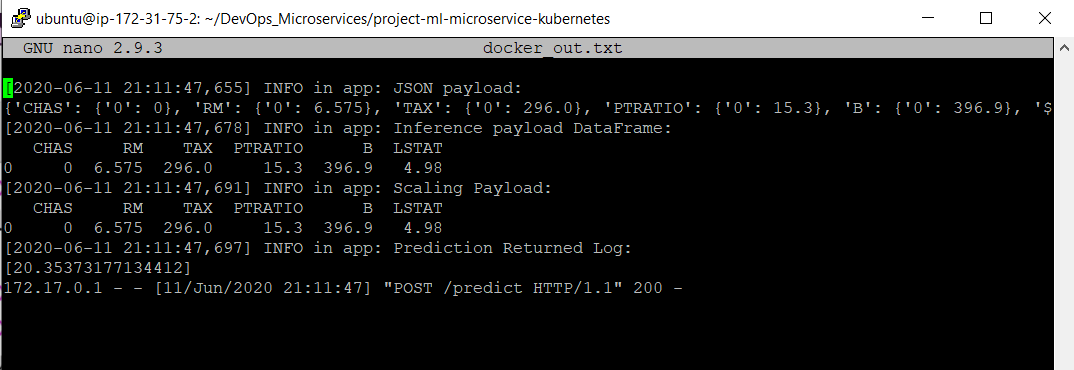 ubuntu@ip-172-31-75-2: ~/DevOps_Microservices/project-ml-microservice-kubernetes
GNU nano 2.9.3 docker_out.txt
[2020-06-11 21:11:47,655] INFO in app: JSON payload:
{'CHAS': {'0': 0}, 'RM': {'0': 6.575}, 'TAX': {'0': 296.0}, 'PTRATIO': {'0': 15.3}, 'B': {'0': 396.9}, '$
[2020-06-11 21:11:47,678] INFO in app: Inference payload DataFrame:
   CHAS     RM    TAX  PTRATIO      B  LSTAT
0     0  6.575  296.0     15.3  396.9   4.98
[2020-06-11 21:11:47,691] INFO in app: Scaling Payload:
   CHAS     RM    TAX  PTRATIO      B  LSTAT
0     0  6.575  296.0     15.3  396.9   4.98
[2020-06-11 21:11:47,697] INFO in app: Prediction Returned Log:
[20.35373177134412]
172.17.0.1 - - [11/Jun/2020 21:11:47] "POST /predict HTTP/1.1" 200 -